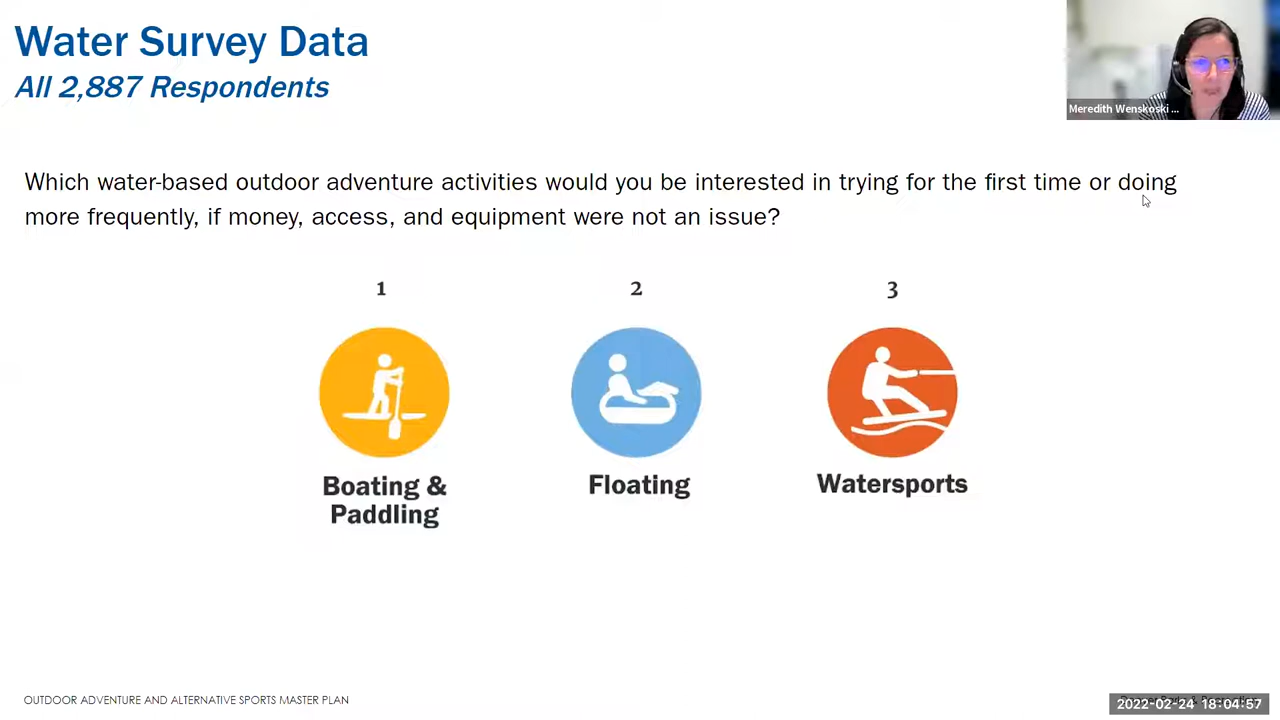 Water Survey Data
All 2,887 Respondents
Meredith Wenskoski ...
Which water-based outdoor adventure activities would you be interested in trying for the first time or doing
more frequently, if money, access, and equipment were not an issue?
1
2
3
Boating &
Paddling
Floating
Watersports
OUTDOOR ADVENTURE AND ALTERNATIVE SPORTS MASTER PLAN
2022-02-24 18:04:57